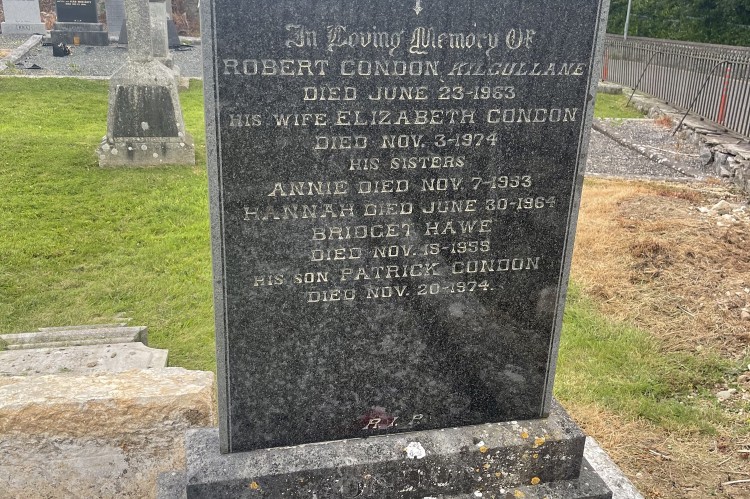 In Loving Memory Of
ROBERT CONDON, KILCULLANE
DIED JUNE 23-1963
HIS WIFE ELIZABETH CONDON
DIED NOV. 3-1974
HIS SISTERS
ANNIE DIED NOV. 7-1953
HANNAH DIED JUNE 30-1964
BRIDGET HAWE
DIED NOV. 15-1955
HIS SON PATRICK CONDON
DIED NOV. 20-1974.
R.I.P.